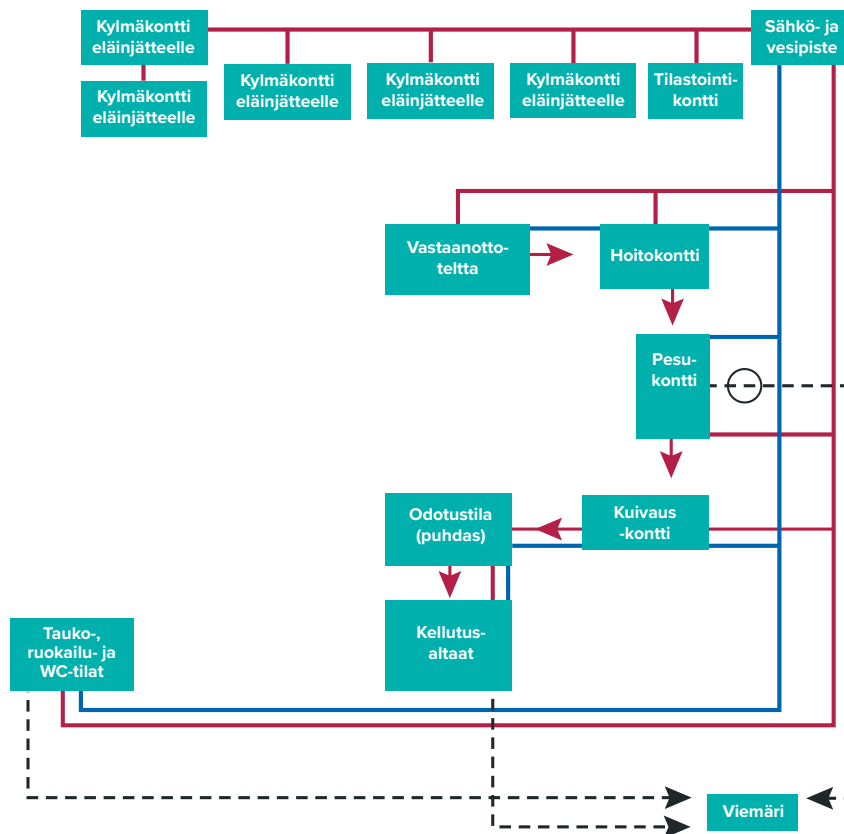 Kylmäkontti
eläinjätteelle
Sähkö- ja
vesipiste
Kylmäkontti
eläinjätteelle
Kylmäkontti
eläinjätteelle
Kylmäkontti
eläinjätteelle
Kylmäkontti
eläinjätteelle
Tilastointi-
kontti
Vastaanotto-
teltta
Hoitokontti
Pesu-
kontti
Odotustila
(puhdas)
Kuivaus
-kontti
Kellutus-
altaat
Tauko-,
ruokailu- ja
WC-tilat
Viemäri